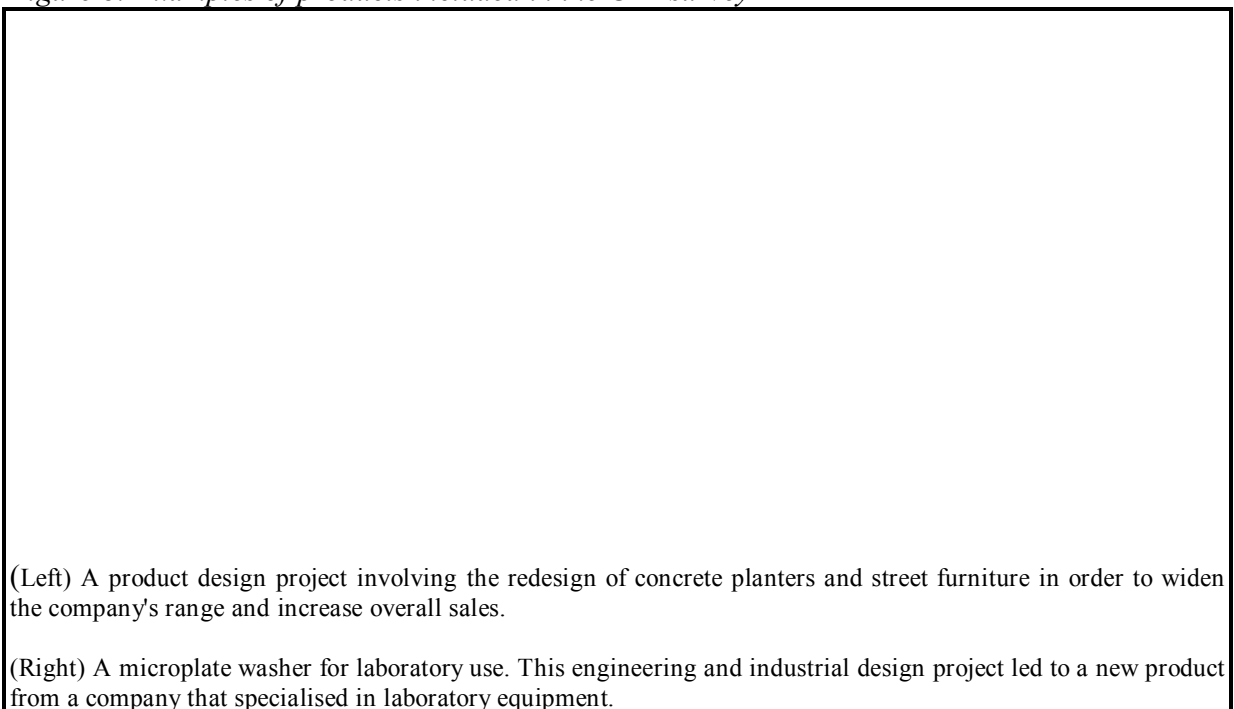 (Left) A product design project involving the redesign of concrete planters and street furniture in order to widen
the company's range and increase overall sales.
(Right) A microplate washer for laboratory use. This engineering and industrial design project led to a new product
from a company that specialised in laboratory equipment.